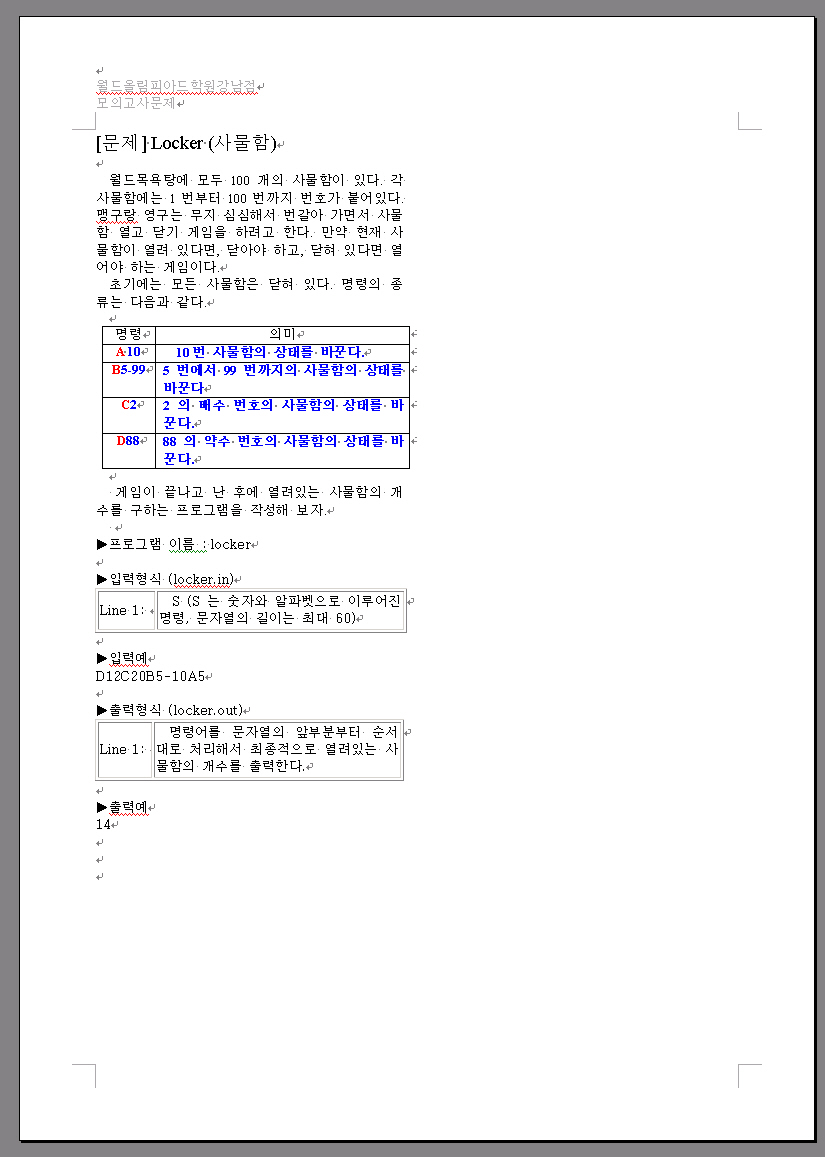 월드올림피아드학원강남점
모의고사문제
[문제] Locker (사물함)
월드목욕탕에 모두 100 개의 사물함이 있다. 각
사물함에는 1 번부터 100 번까지 번호가 붙어있다.
맹구랑 영구는 무지 심심해서 번갈아 가면서 사물
함 열고 닫기 게임을 하려고 한다. 만약 현재 사
물함이 열려 있다면, 닫아야 하고, 닫혀 있다면 열
어야 하는 게임이다.
초기에는 모든 사물함은 닫혀 있다. 명령의 종
류는 다음과 같다.
명령 의미
A 10 10 번 사물함의 상태를 바꾼다.
B5-99 5 번에서 99 번까지의 사물함의 상태를
바꾼다
C2 2 의 배수 번호의 사물함의 상태를 바
꾼다.
D88 88 의 약수 번호의 사물함의 상태를 바
꾼다.
게임이 끝나고 난 후에 열려있는 사물함의 개
수를 구하는 프로그램을 작성해 보자.
▶프로그램 이름 : locker
▶입력형식 (locker.in)
Line 1: S (S 는 숫자와 알파벳으로 이루어진
명령, 문자열의 길이는 최대 60)
▶입력예
D12C20B5-10A5
▶출력형식 (locker.out)
Line 1: 명령어를 문자열의 앞부분부터 순서
대로 처리해서 최종적으로 열려있는 사
물함의 개수를 출력한다.
▶출력예
14